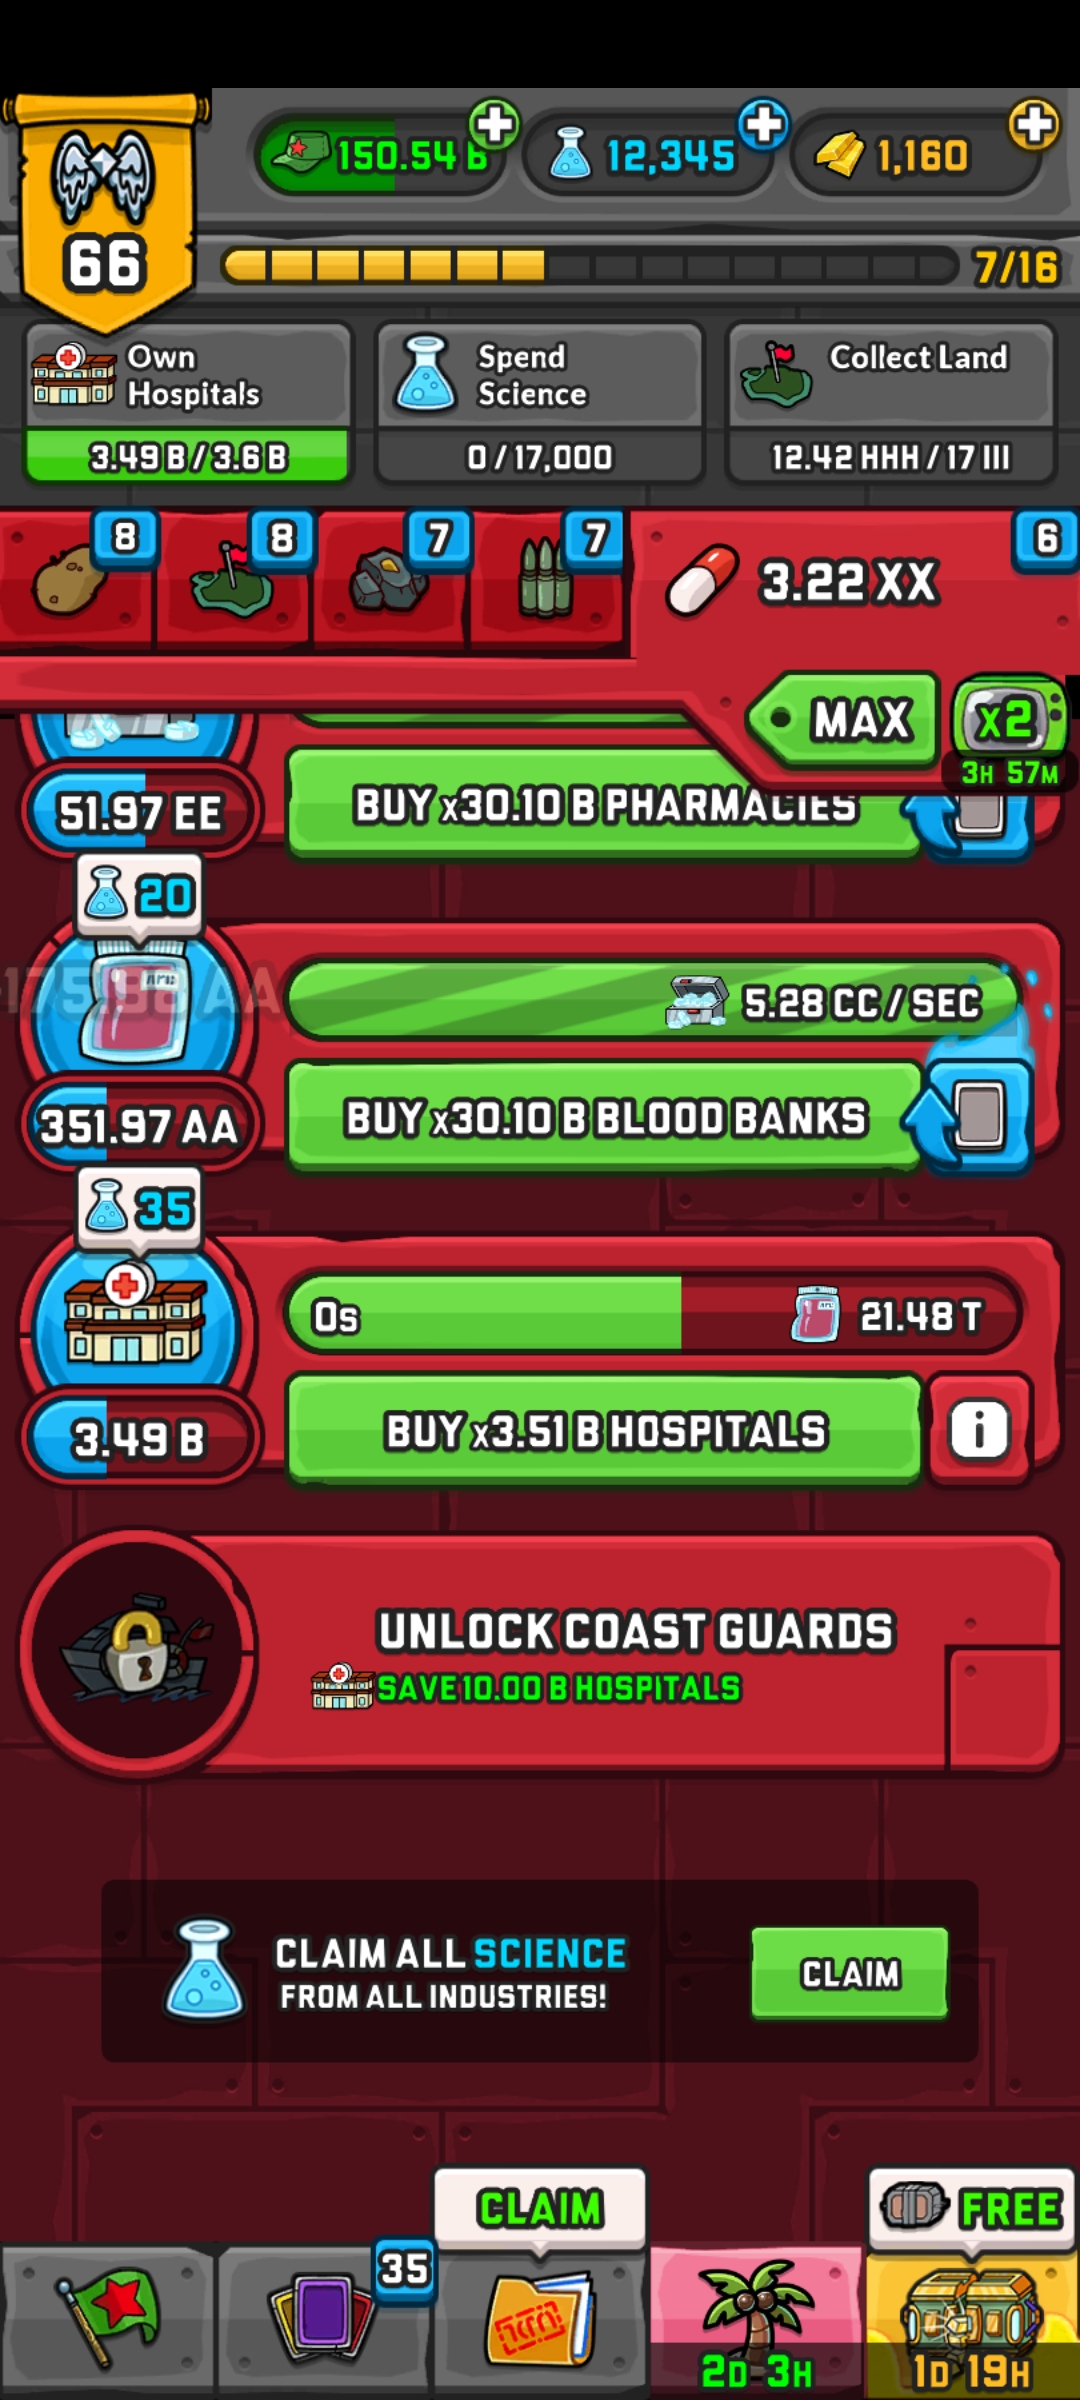 150.54 B
12,345
1,160
66
7/16
Own
Hospitals
3.49 B / 3.6 B
Spend
Science
0 / 17,000
Collect Land
12.42 HHH / 17 III
8
8
7
7
3.22 XX
6
MAX
x2
3H 57M
51.97 EE
BUY x30.10 B PHARMACIES
20
-175.98 AA
5.28 CC / SEC
351.97 AA
BUY x30.10 B BLOOD BANKS
35
0s
21.48 T
3.49 B
BUY x3.51 B HOSPITALS
i
UNLOCK COAST GUARDS
SAVE 10.00 B HOSPITALS
CLAIM ALL SCIENCE
FROM ALL INDUSTRIES!
CLAIM
CLAIM
FREE
35
2D 3H
1D 19H